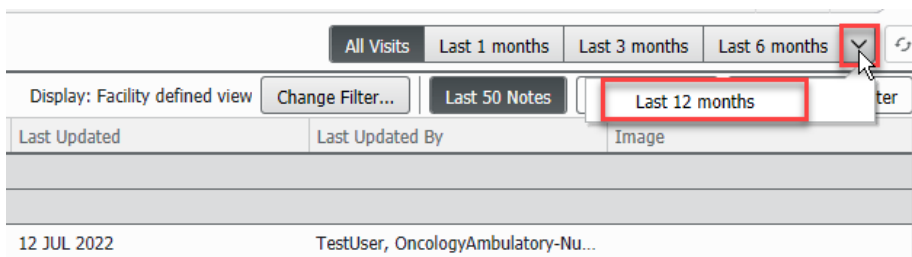 All Visits Last 1 months Last 3 months Last 6 months
Display: Facility defined view Change Filter... Last 50 Notes ter
Last 12 months
Last Updated Last Updated By Image
12 JUL 2022 TestUser, OncologyAmbulatory-Nu...